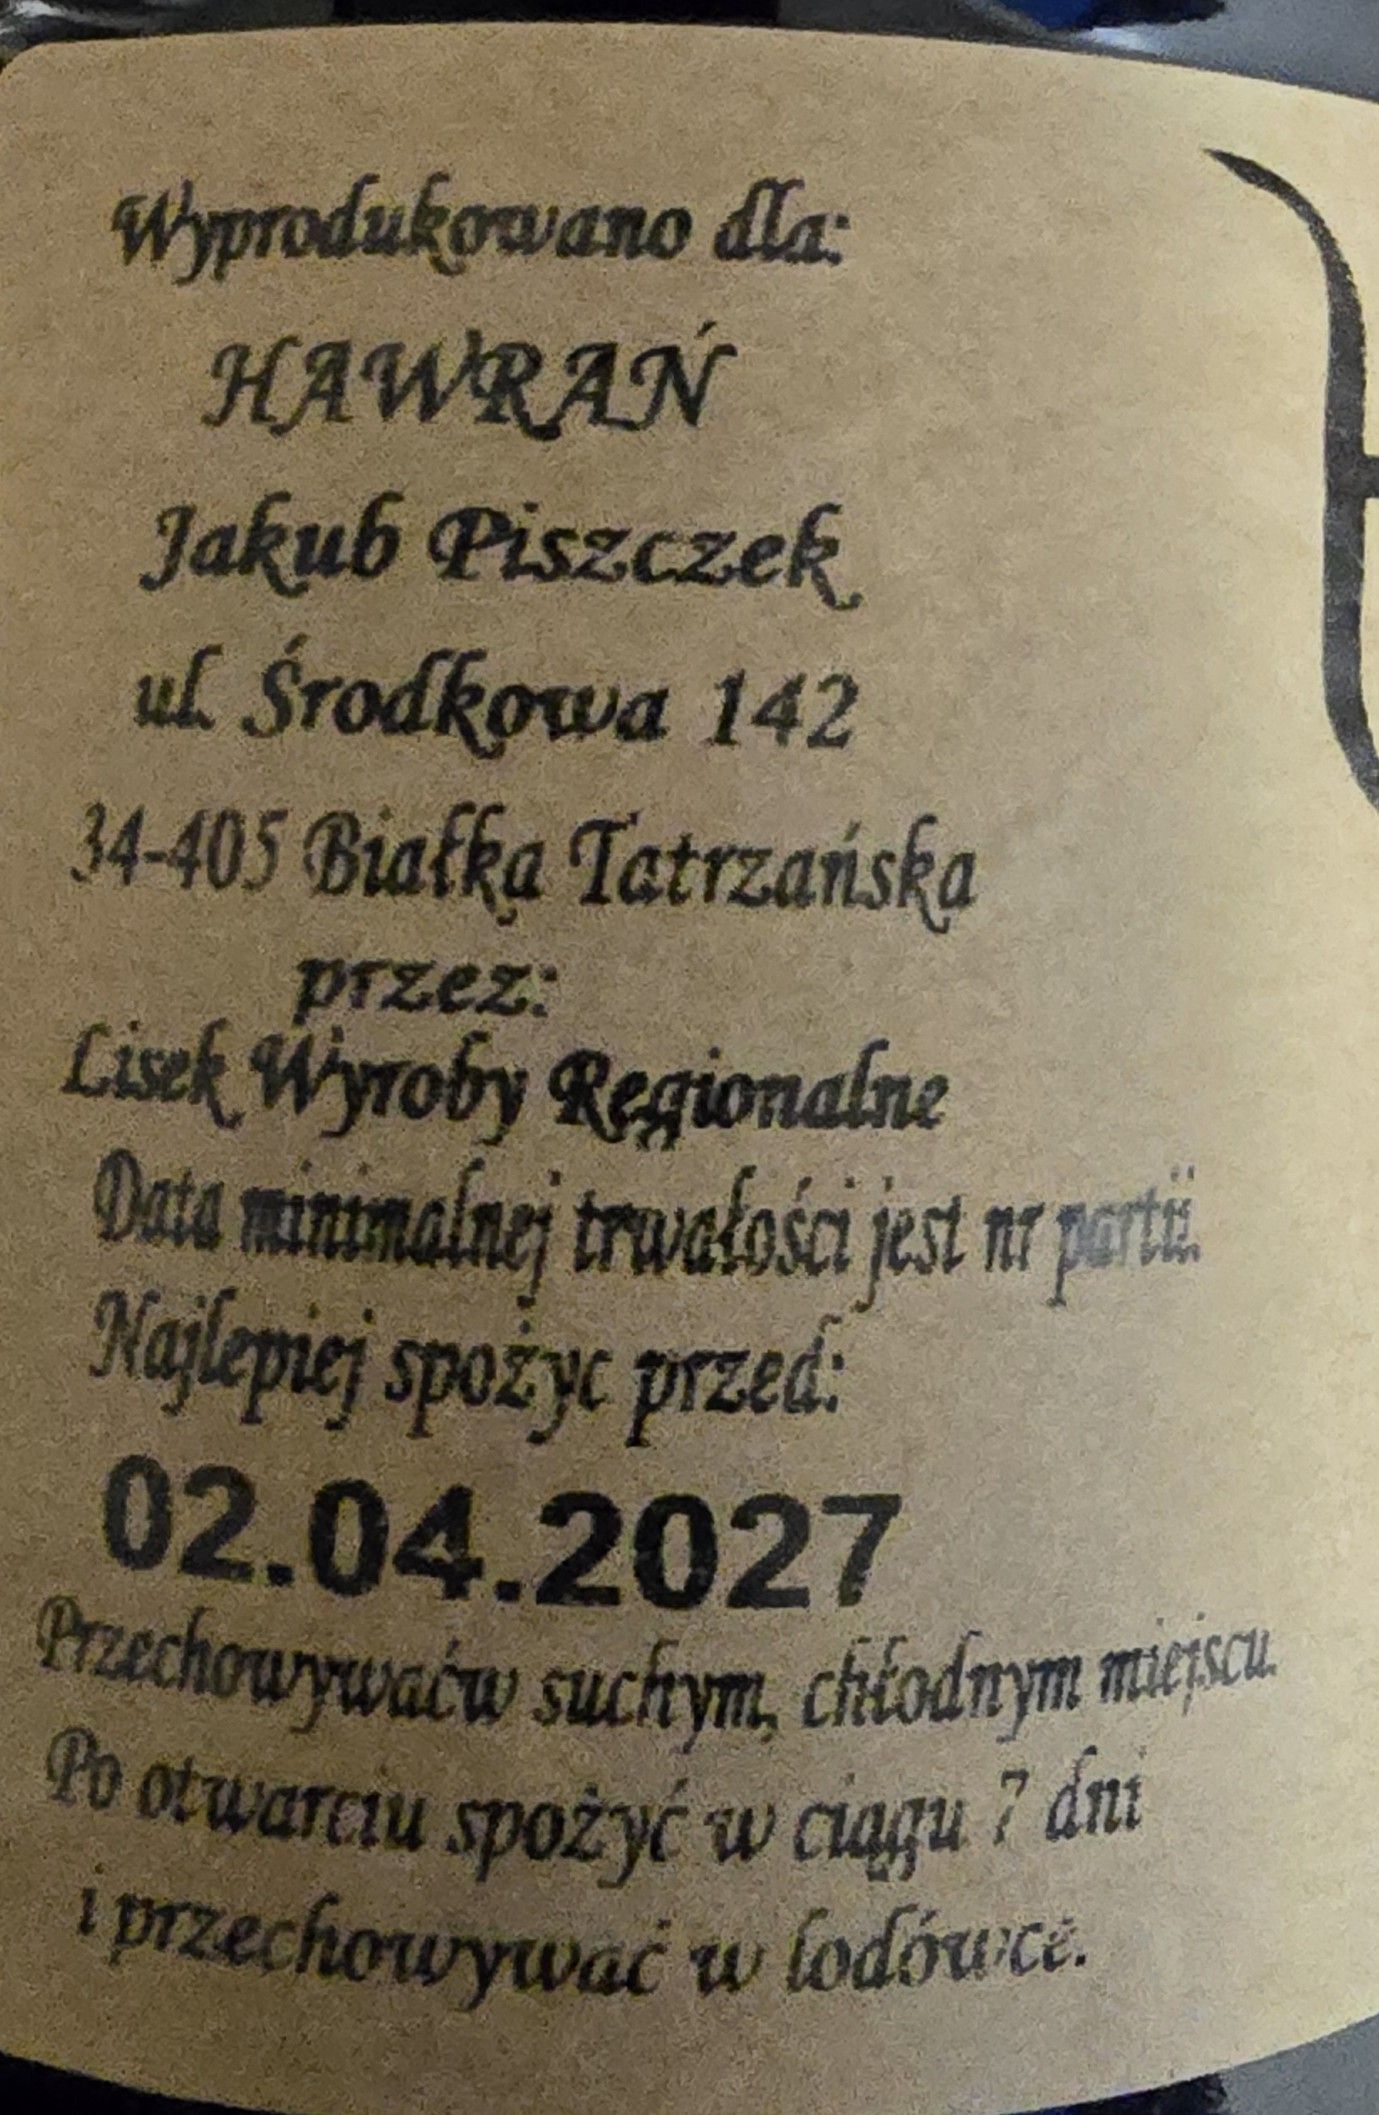 Wyprodukowano dla:
HAWRAŃ
Jakub Piszczek
ul. Środkowa 142
34-405 Białka Tatrzańska
przez:
Lisek Wyroby Regionalne
Data minimalnej trwałości jest nr partii.
Najlepiej spożyc przed:
02.04.2027
Przechowywaćw suchym, chłodnym miejscu.
Po otwarciu spożyć w ciągu 7 dni
i przechowywać w lodówce.